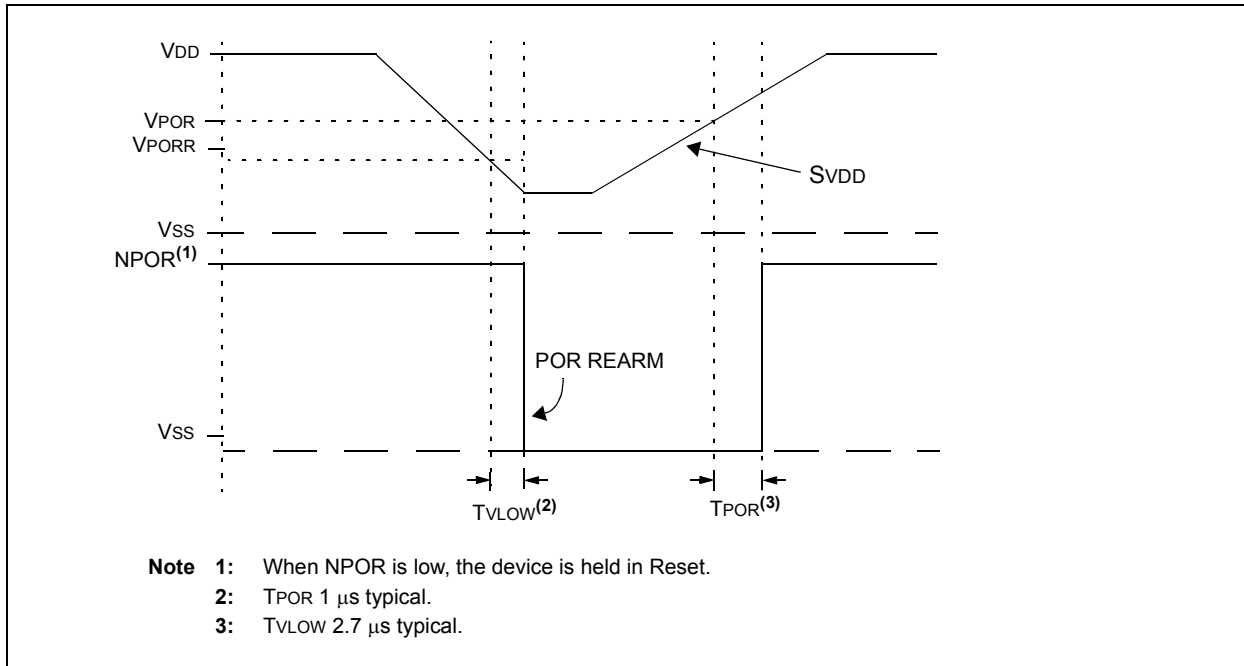 VDD
VPOR
VPORR
SVDD
VSS
NPOR(1)
POR REARM
VSS
TVLOW(2)
TPOR(3)
Note 1: When NPOR is low, the device is held in Reset.
2: TPOR 1 μs typical.
3: TVLOW 2.7 μs typical.